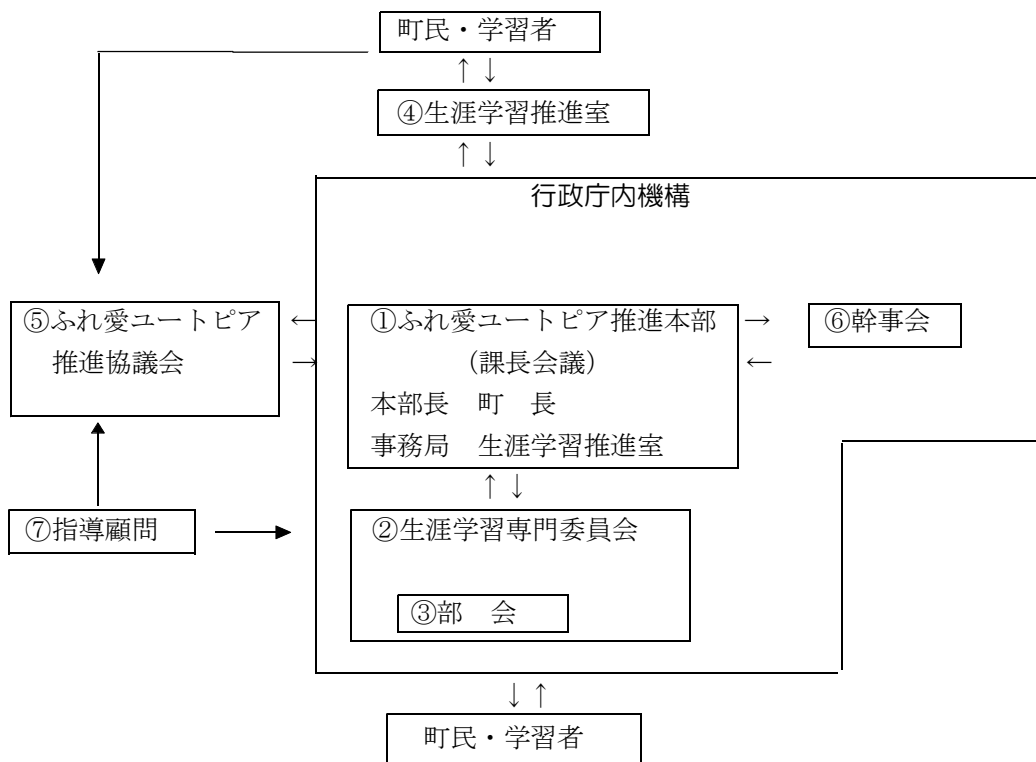 町民・学習者
↑ ↓
④生涯学習推進室
↑ ↓
行政庁内機構
⑤ふれ愛ユートピア
推進協議会
←
→
①ふれ愛ユートピア推進本部
(課長会議)
本部長 町 長
事務局 生涯学習推進室
→
←
⑥幹事会
↑ ↓
⑦指導顧問
②生涯学習専門委員会
③部 会
↓ ↑
町民・学習者